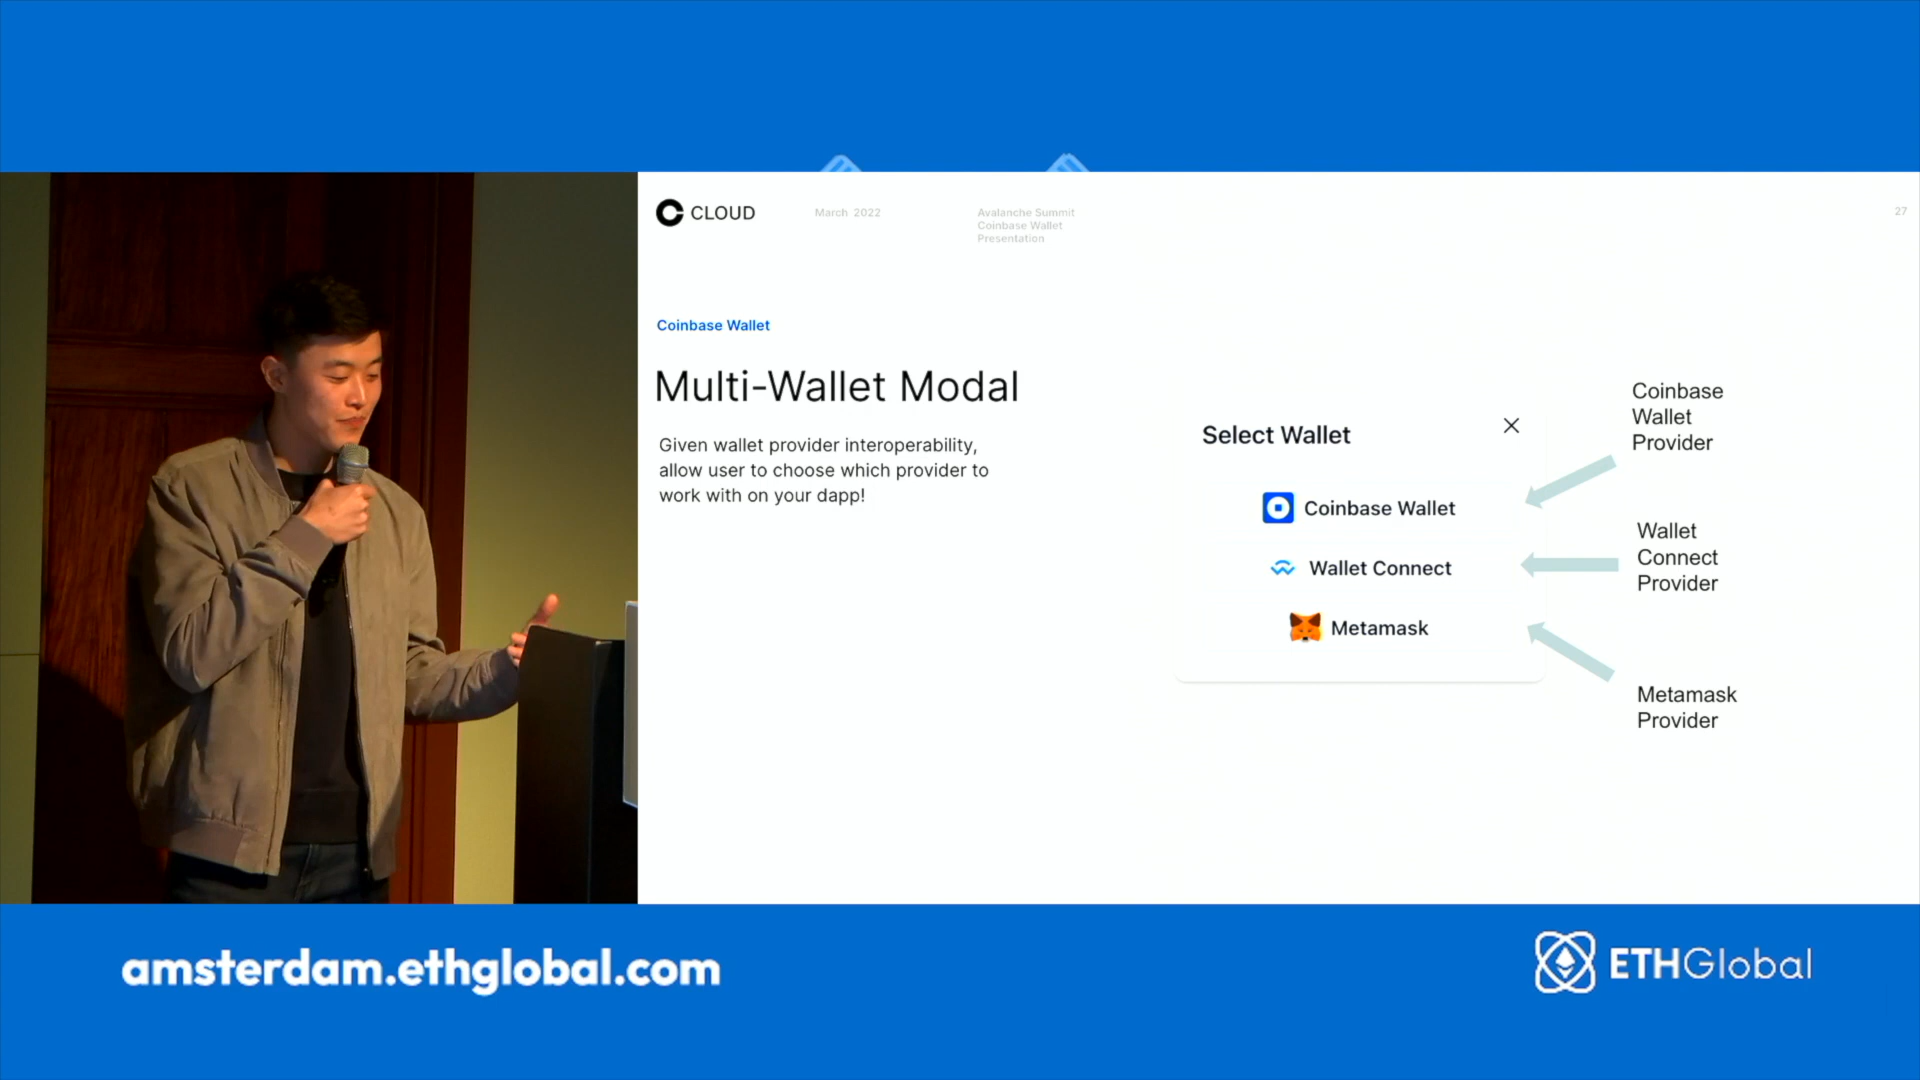 CLOUD
March 2022
Avalanche Summit
Coinbase Wallet
Presentation
27
Coinbase Wallet
Multi-Wallet Modal
Given wallet provider interoperability,
allow user to choose which provider to
work with on your dapp!
Select Wallet
Coinbase Wallet
Wallet Connect
Metamask
Coinbase
Wallet
Provider
Wallet
Connect
Provider
Metamask
Provider
amsterdam.ethglobal.com
ETHGlobal